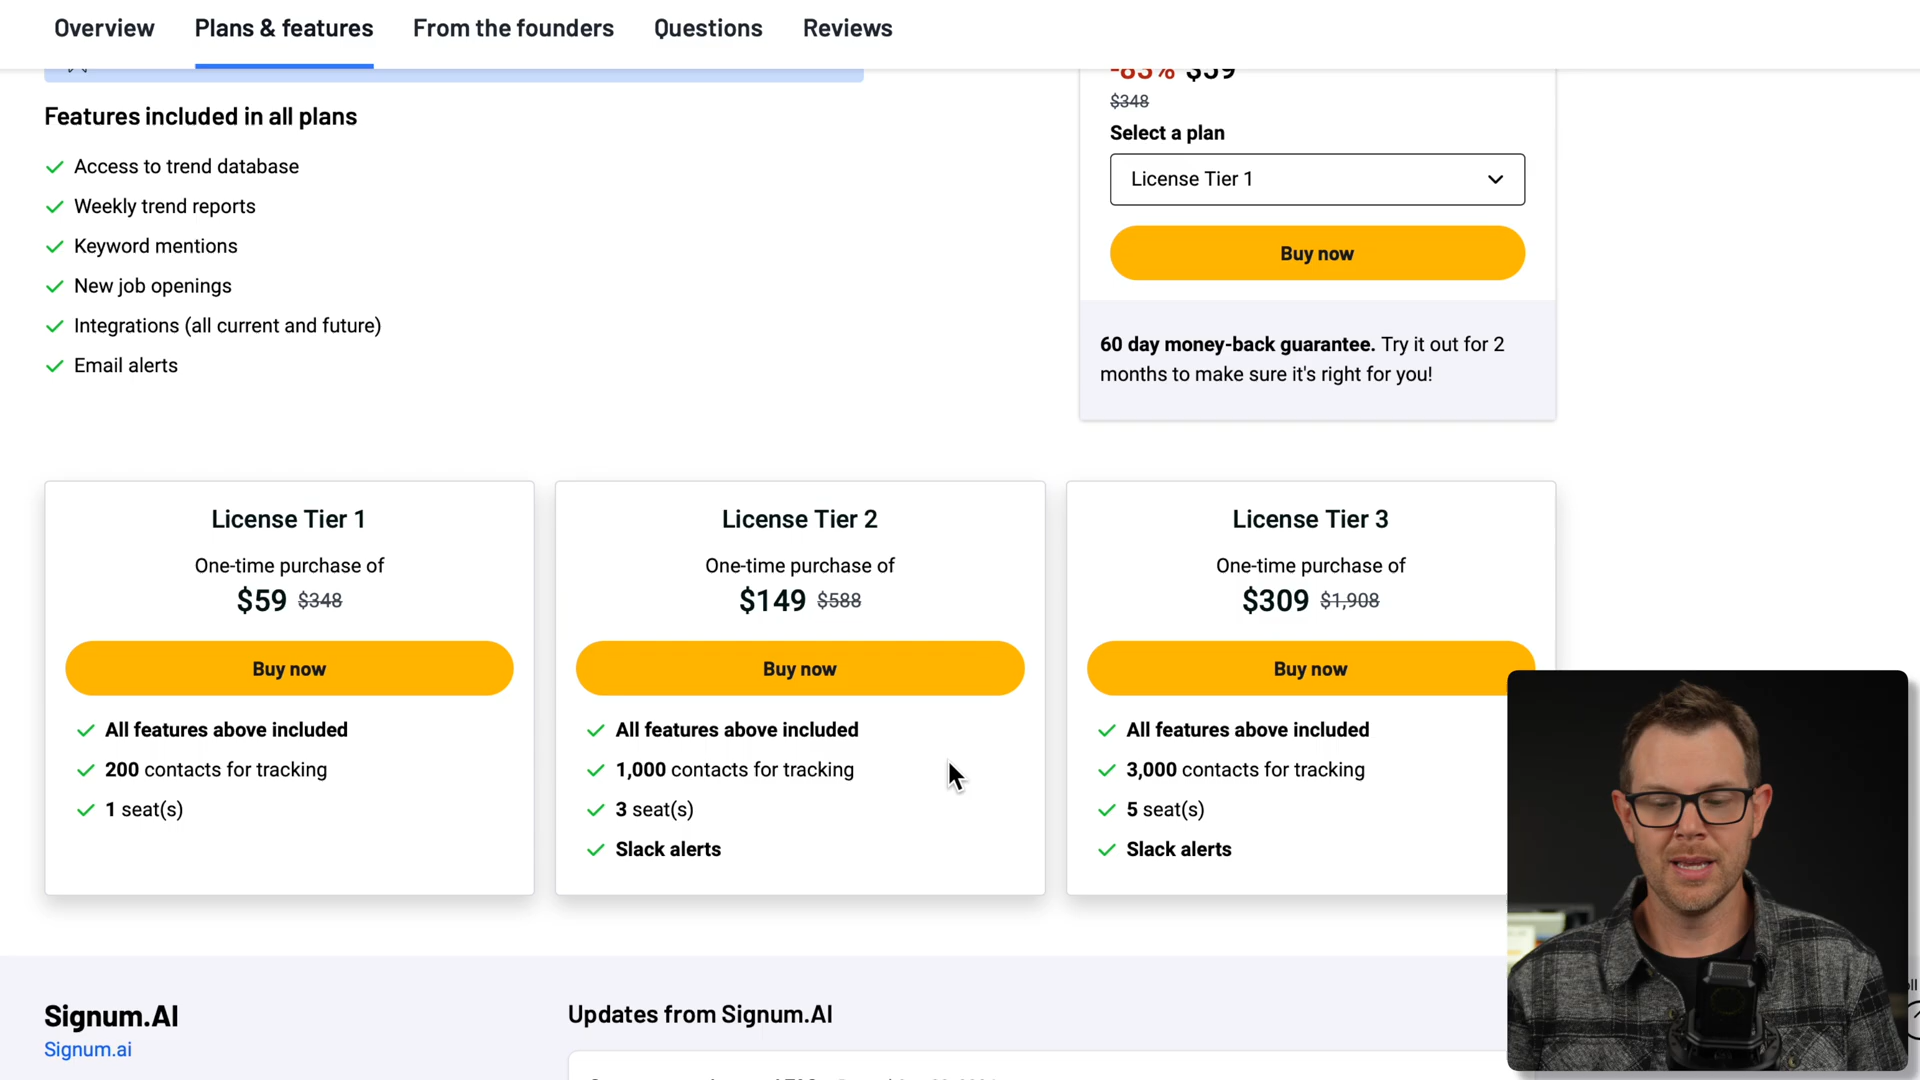 Overview Plans & features From the founders Questions Reviews
-83% $59
$348
Select a plan
License Tier 1
Buy now
60 day money-back guarantee. Try it out for 2
months to make sure it's right for you!
Features included in all plans
Access to trend database
Weekly trend reports
Keyword mentions
New job openings
Integrations (all current and future)
Email alerts
License Tier 1
One-time purchase of
$59 $348
Buy now
All features above included
200 contacts for tracking
1 seat(s)
License Tier 2
One-time purchase of
$149 $588
Buy now
All features above included
1,000 contacts for tracking
3 seat(s)
Slack alerts
License Tier 3
One-time purchase of
$309 $1,908
Buy now
All features above included
3,000 contacts for tracking
5 seat(s)
Slack alerts
Signum.AI
Signum.ai
Updates from Signum.AI